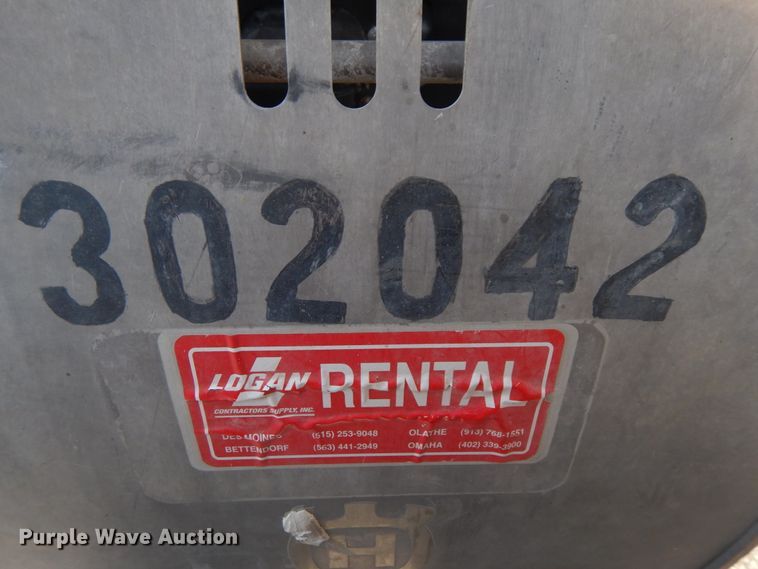 302042
LOGAN RENTAL
CONTRACTORS SUPPLY, INC.
DES MOINES (515) 253-9048 OLATHE (913) 768-1551
BETTENDORF (563) 441-2949 OMAHA (402) 339-3900
H
Purple Wave Auction